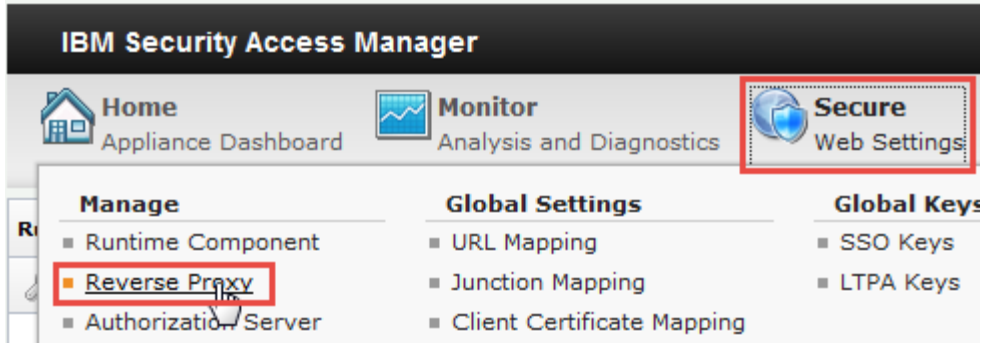 IBM Security Access Manager
Home
Appliance Dashboard
Monitor
Analysis and Diagnostics
Secure
Web Settings
Manage
Runtime Component
Reverse Proxy
Authorization Server
Global Settings
URL Mapping
Junction Mapping
Client Certificate Mapping
Global Keys
SSO Keys
LTPA Keys